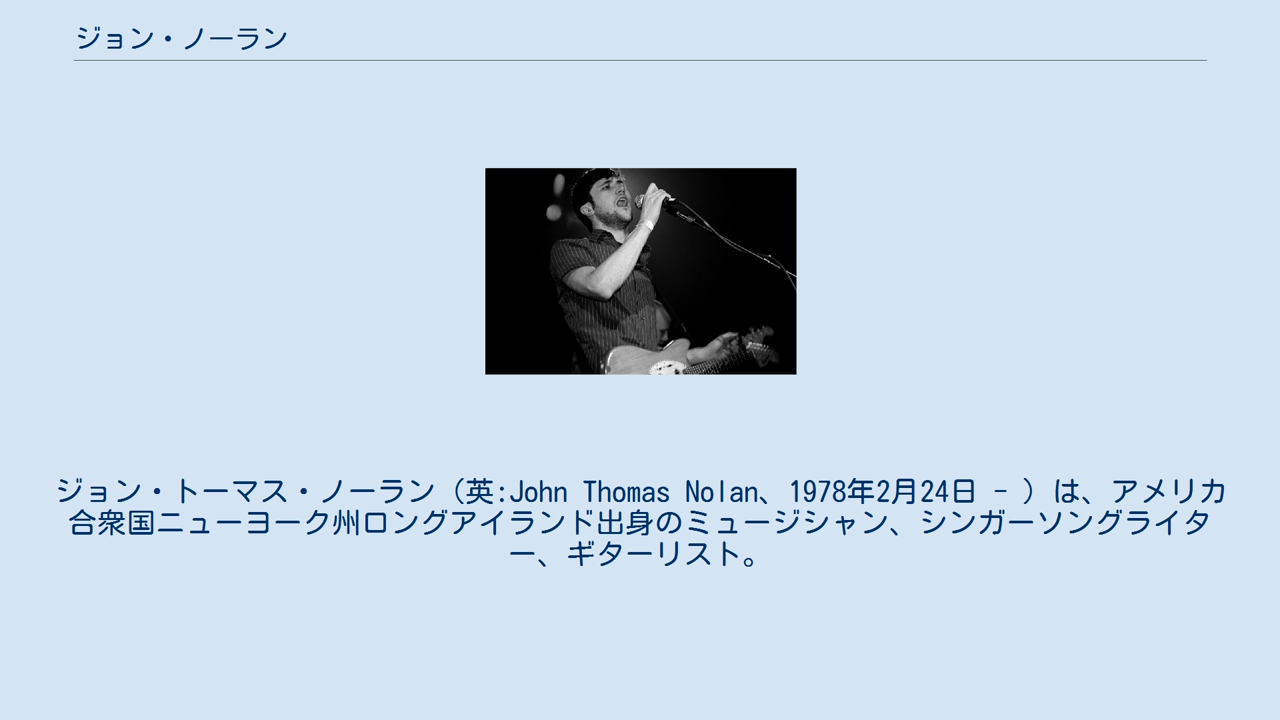 ジョン・ノーラン
ジョン・トーマス・ノーラン（英:John Thomas Nolan、1978年2月24日 - ）は、アメリカ
合衆国ニューヨーク州ロングアイランド出身のミュージシャン、シンガーソングライタ
ー、ギターリスト。